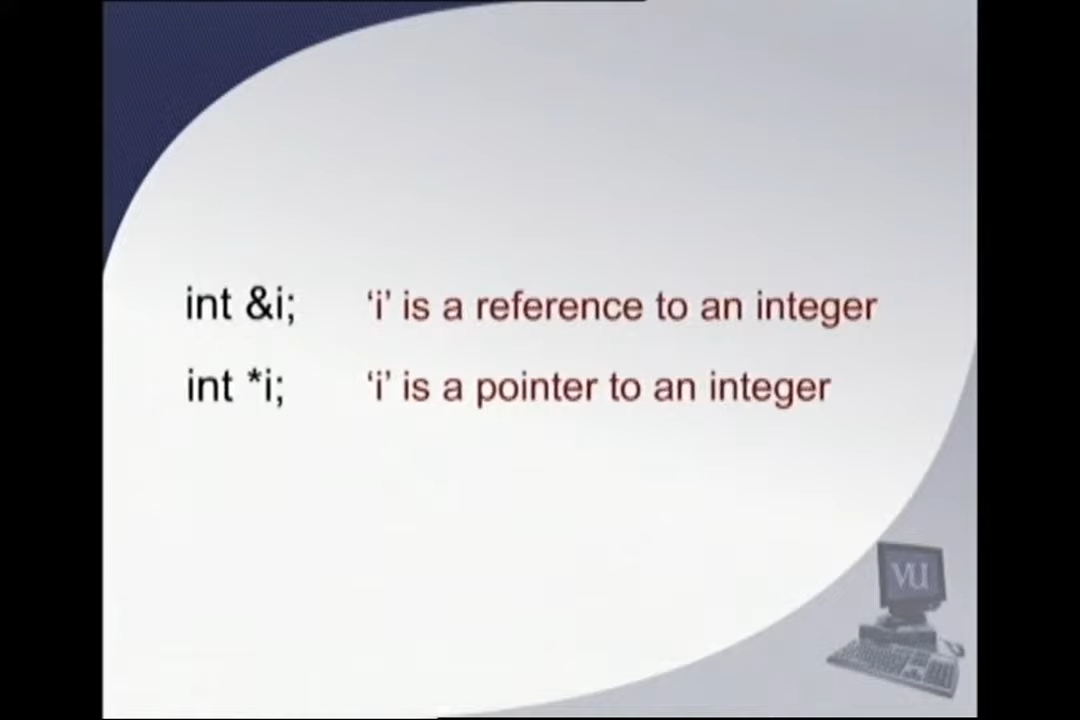 int &i; ‘i’ is a reference to an integer
int *i; ‘i’ is a pointer to an integer
VU